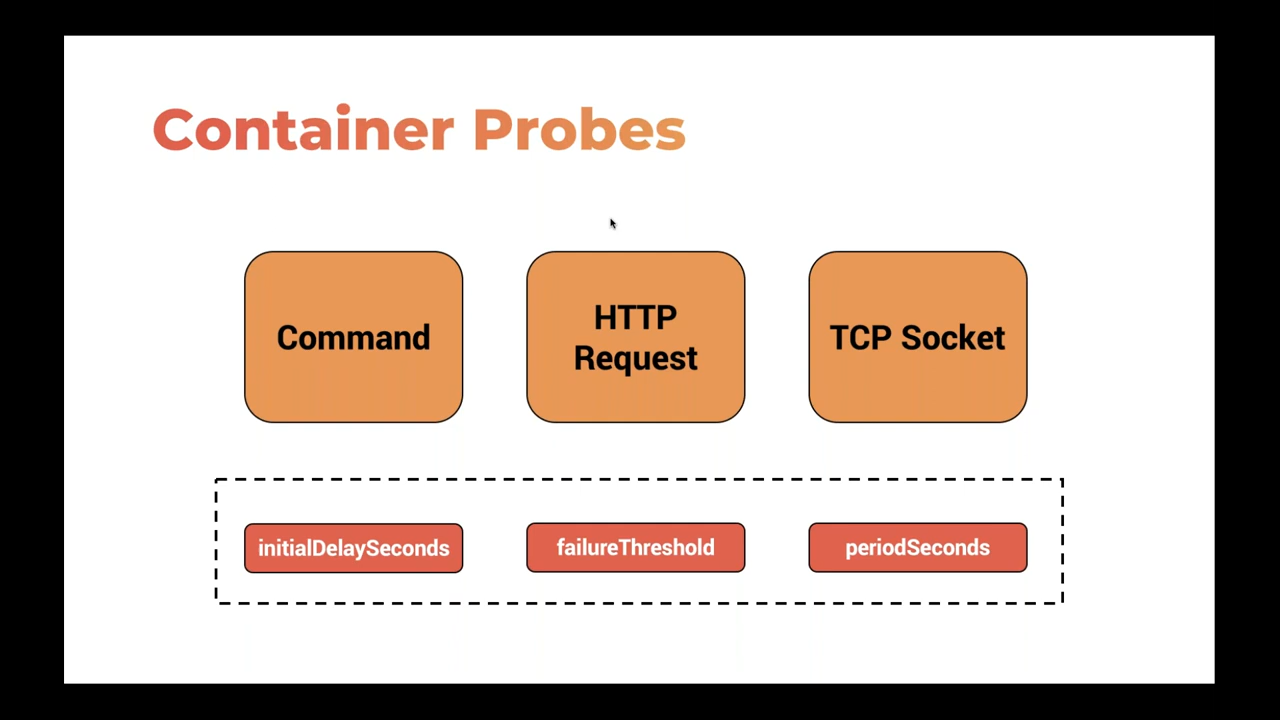 Container Probes
Command
HTTP
Request
TCP Socket
initialDelaySeconds
failureThreshold
periodSeconds